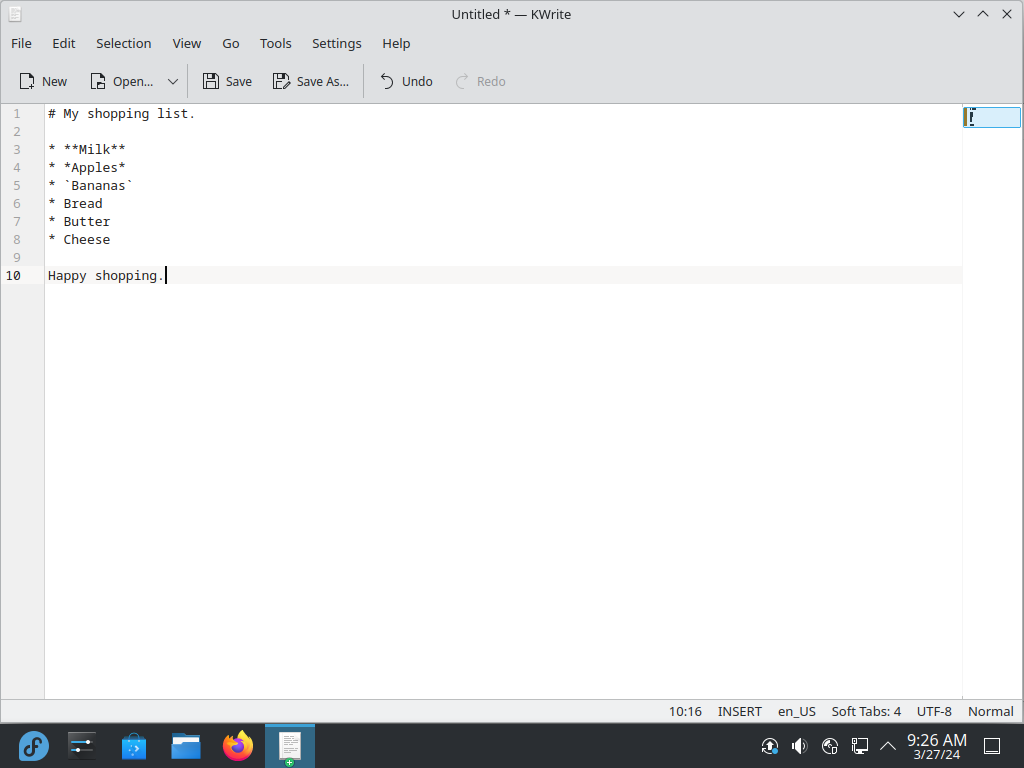 Untitled * — KWrite
File Edit Selection View Go Tools Settings Help
New Open... Save Save As... Undo Redo
1 # My shopping list.
2
3 * **Milk**
4 * *Apples*
5 * `Bananas`
6 * Bread
7 * Butter
8 * Cheese
9
10 Happy shopping.
10:16 INSERT en_US Soft Tabs: 4 UTF-8 Normal
9:26 AM
3/27/24